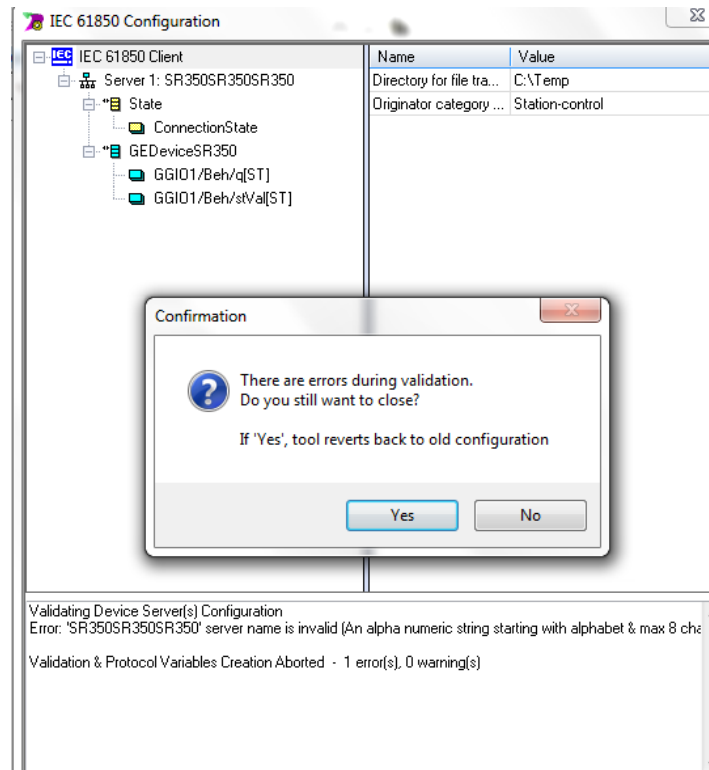 IEC 61850 Configuration
IEC IEC 61850 Client
Server 1: SR350SR350SR350
State
ConnectionState
GEDeviceSR350
GGIO1/Beh/q[ST]
GGIO1/Beh/stVal[ST]
Name Value
Directory for file tra... C:\Temp
Originator category ... Station-control
Confirmation
There are errors during validation.
Do you still want to close?
If 'Yes', tool reverts back to old configuration
Yes No
Validating Device Server(s) Configuration
Error: 'SR350SR350SR350' server name is invalid (An alpha numeric string starting with alphabet & max 8 cha
Validation & Protocol Variables Creation Aborted - 1 error(s), 0 warning(s)